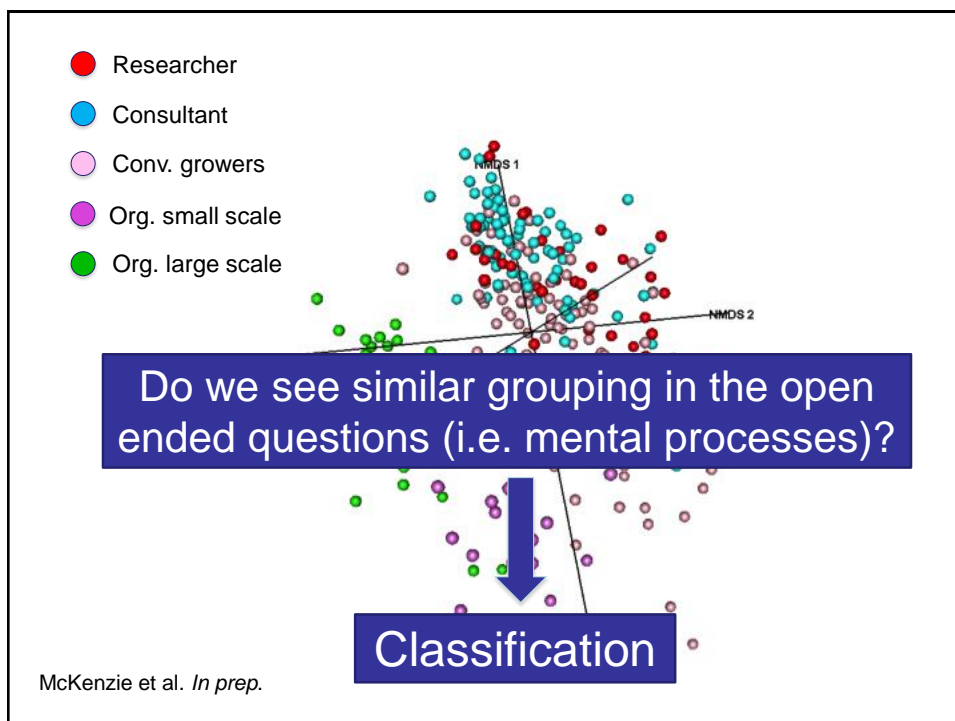 Researcher
Consultant
Conv. growers
Org. small scale
Org. large scale
NMDS 1
NMDS 2
Do we see similar grouping in the open
ended questions (i.e. mental processes)?
Classification
McKenzie et al. In prep.